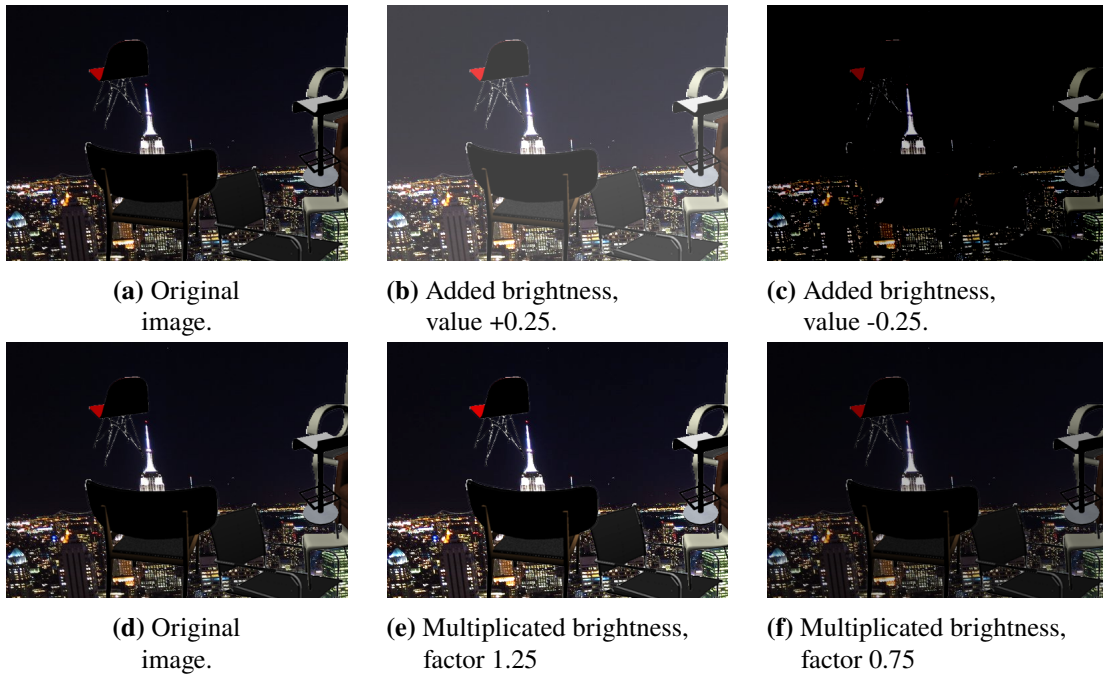 (a) Original
image.
(b) Added brightness,
value +0.25.
(c) Added brightness,
value -0.25.
(d) Original
image.
(e) Multiplicated brightness,
factor 1.25
(f) Multiplicated brightness,
factor 0.75